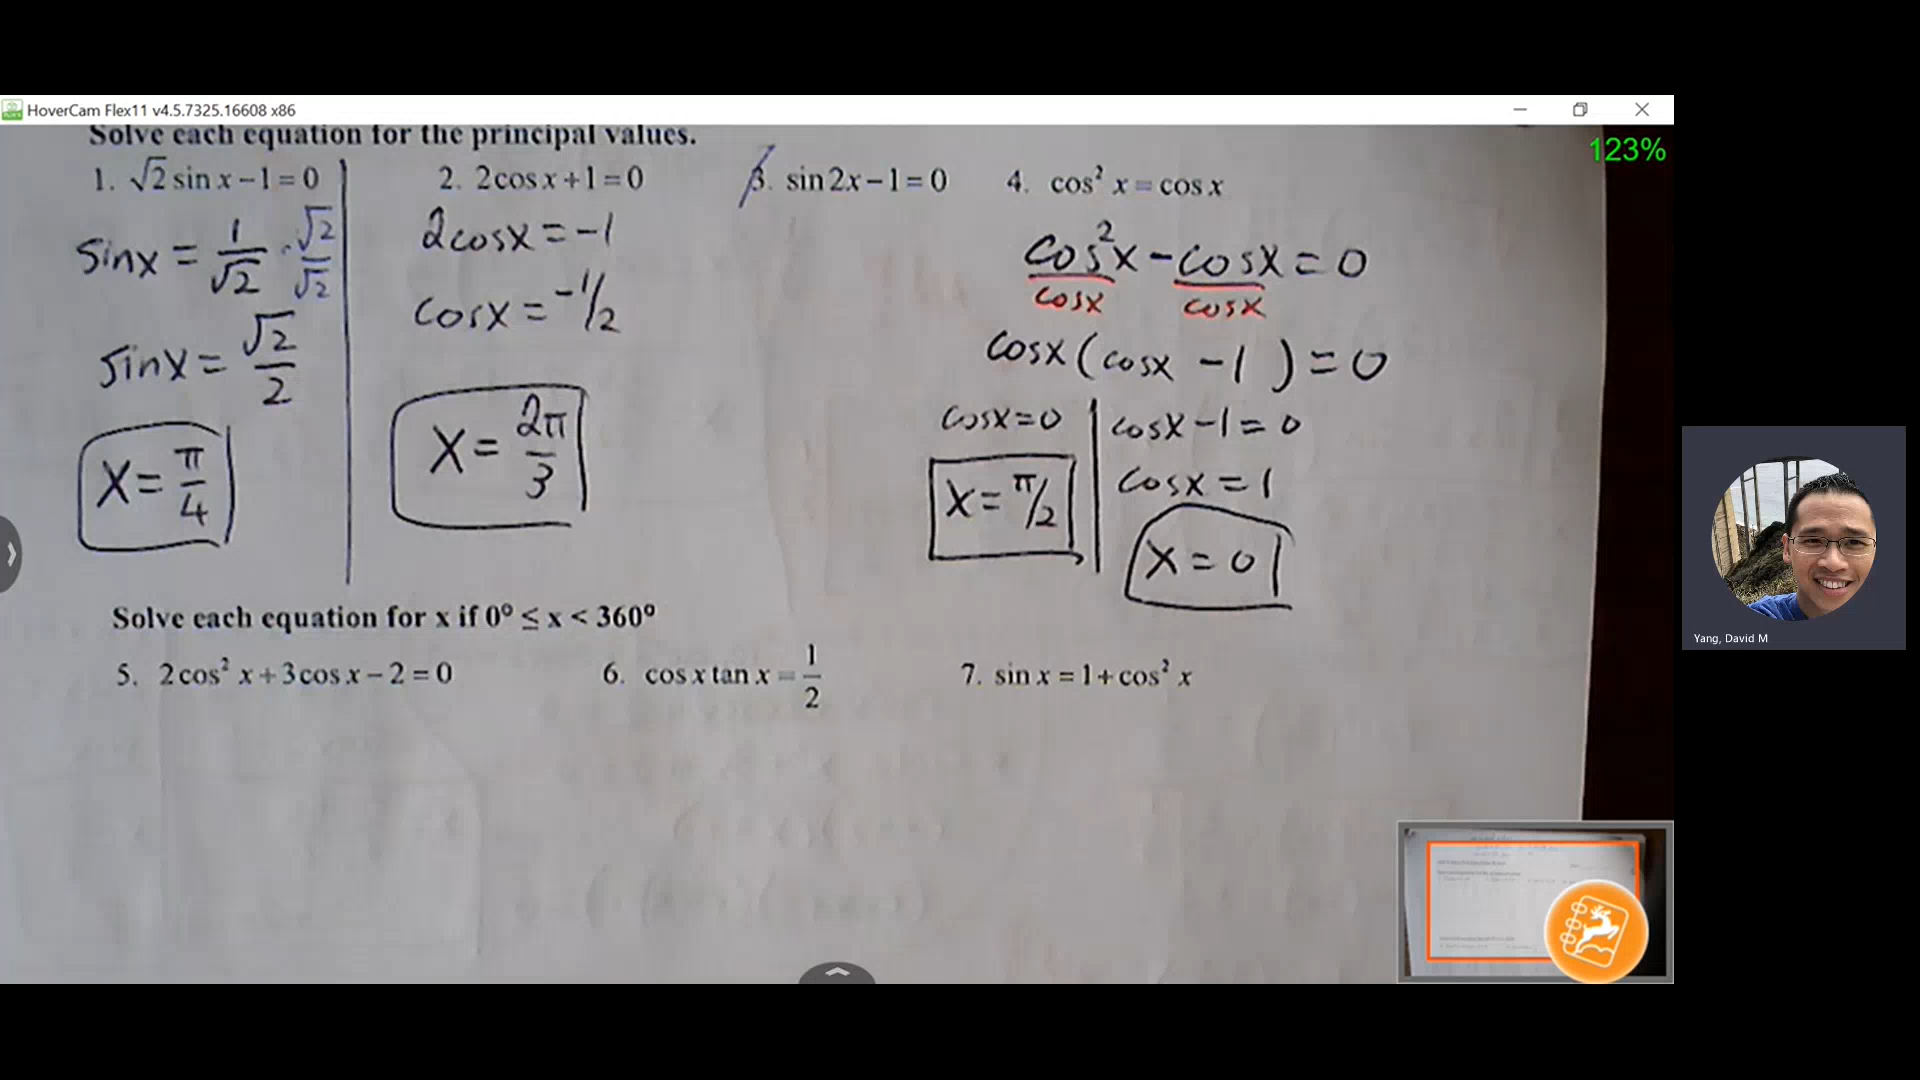 HoverCam Flex11 v4.5.7325.16608 x86
123%
Solve each equation for the principal values.
1. √2 sin x − 1 = 0
2. 2cos x + 1 = 0
3. sin 2x − 1 = 0
4. cos² x = cos x
sinx = 1/√2 · √2/√2
sinx = √2/2
X = π/4
2cosx = -1
cosx = -1/2
X = 2π/3
cos²x - cosx = 0
cosx cosx
cosx (cosx - 1) = 0
cosx = 0
X = π/2
cosx - 1 = 0
cosx = 1
X = 0
Solve each equation for x if 0º ≤ x < 360º
5. 2cos² x + 3cos x − 2 = 0
6. cos x tan x = 1/2
7. sin x = 1 + cos² x
Yang, David M